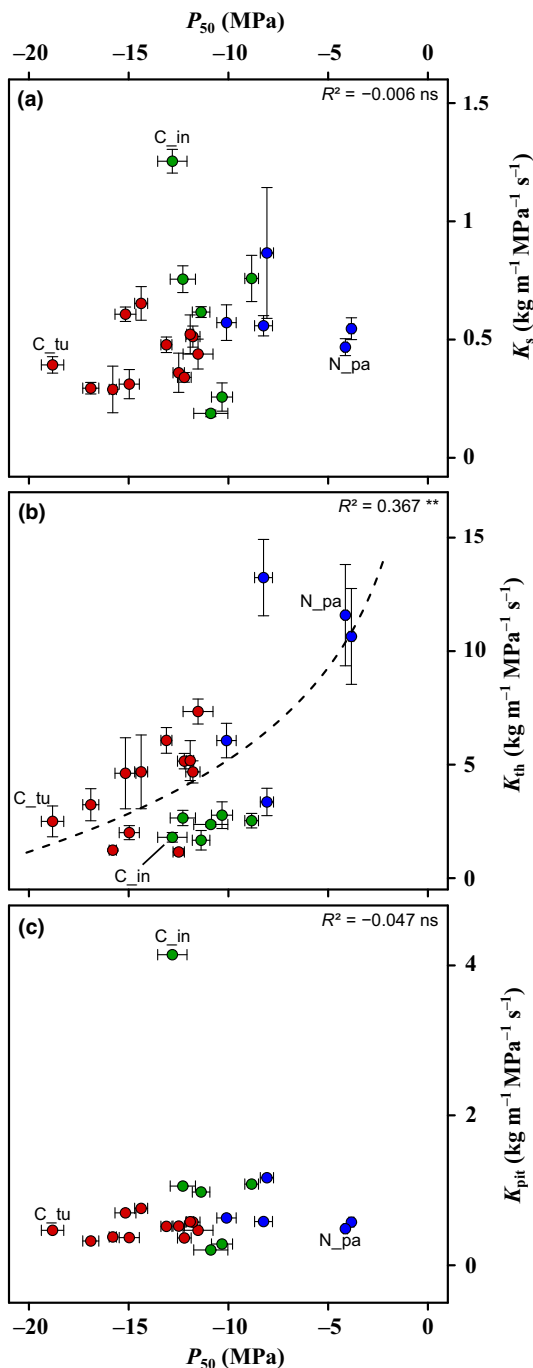 P₅₀ (MPa)
−20 −15 −10 −5 0
(a)
R² = −0.006 ns
C_in
C_tu
N_pa
1.5
1
0.5
0
Kₛ (kg m⁻¹ MPa⁻¹ s⁻¹)
(b)
R² = 0.367 **
N_pa
C_tu
C_in
15
10
5
0
Kₜₕ (kg m⁻¹ MPa⁻¹ s⁻¹)
(c)
R² = −0.047 ns
C_in
C_tu
N_pa
4
2
0
Kₚᵢₜ (kg m⁻¹ MPa⁻¹ s⁻¹)
−20 −15 −10 −5 0
P₅₀ (MPa)